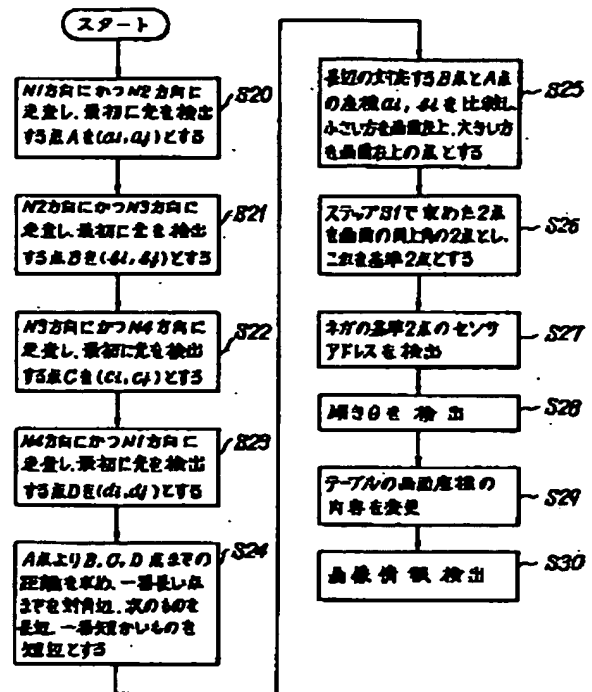 スタート
N1方向にかつN2方向に
走査し、最初に光を検出
する点Aを(ai,aj)とする
S20
N2方向にかつN3方向に
走査し、最初に光を検出
する点Bを(bi,bj)とする
S21
N3方向にかつN4方向に
走査し、最初に光を検出
する点Cを(ci,cj)とする
S22
N4方向にかつN1方向に
走査し、最初に光を検出
する点Dを(di,dj)とする
S23
A点よりB,C,D点までの
距離を求め、一番長い点
までを対角辺、次のものを
長辺、一番短かいものを
短辺とする
S24
長辺の対応するB点とA点
の座標ai,biを比較し
小さい方を画面左上、大きい方
を画面右上の点とする
S25
ステップS1で求めた2点
を画面の両上角の2点とし、
これを基準2点とする
S26
ネガの基準2点のセンサ
アドレスを検出
S27
傾きθを検出
S28
テーブルの画面座標の
内容を変更
S29
画像情報検出
S30